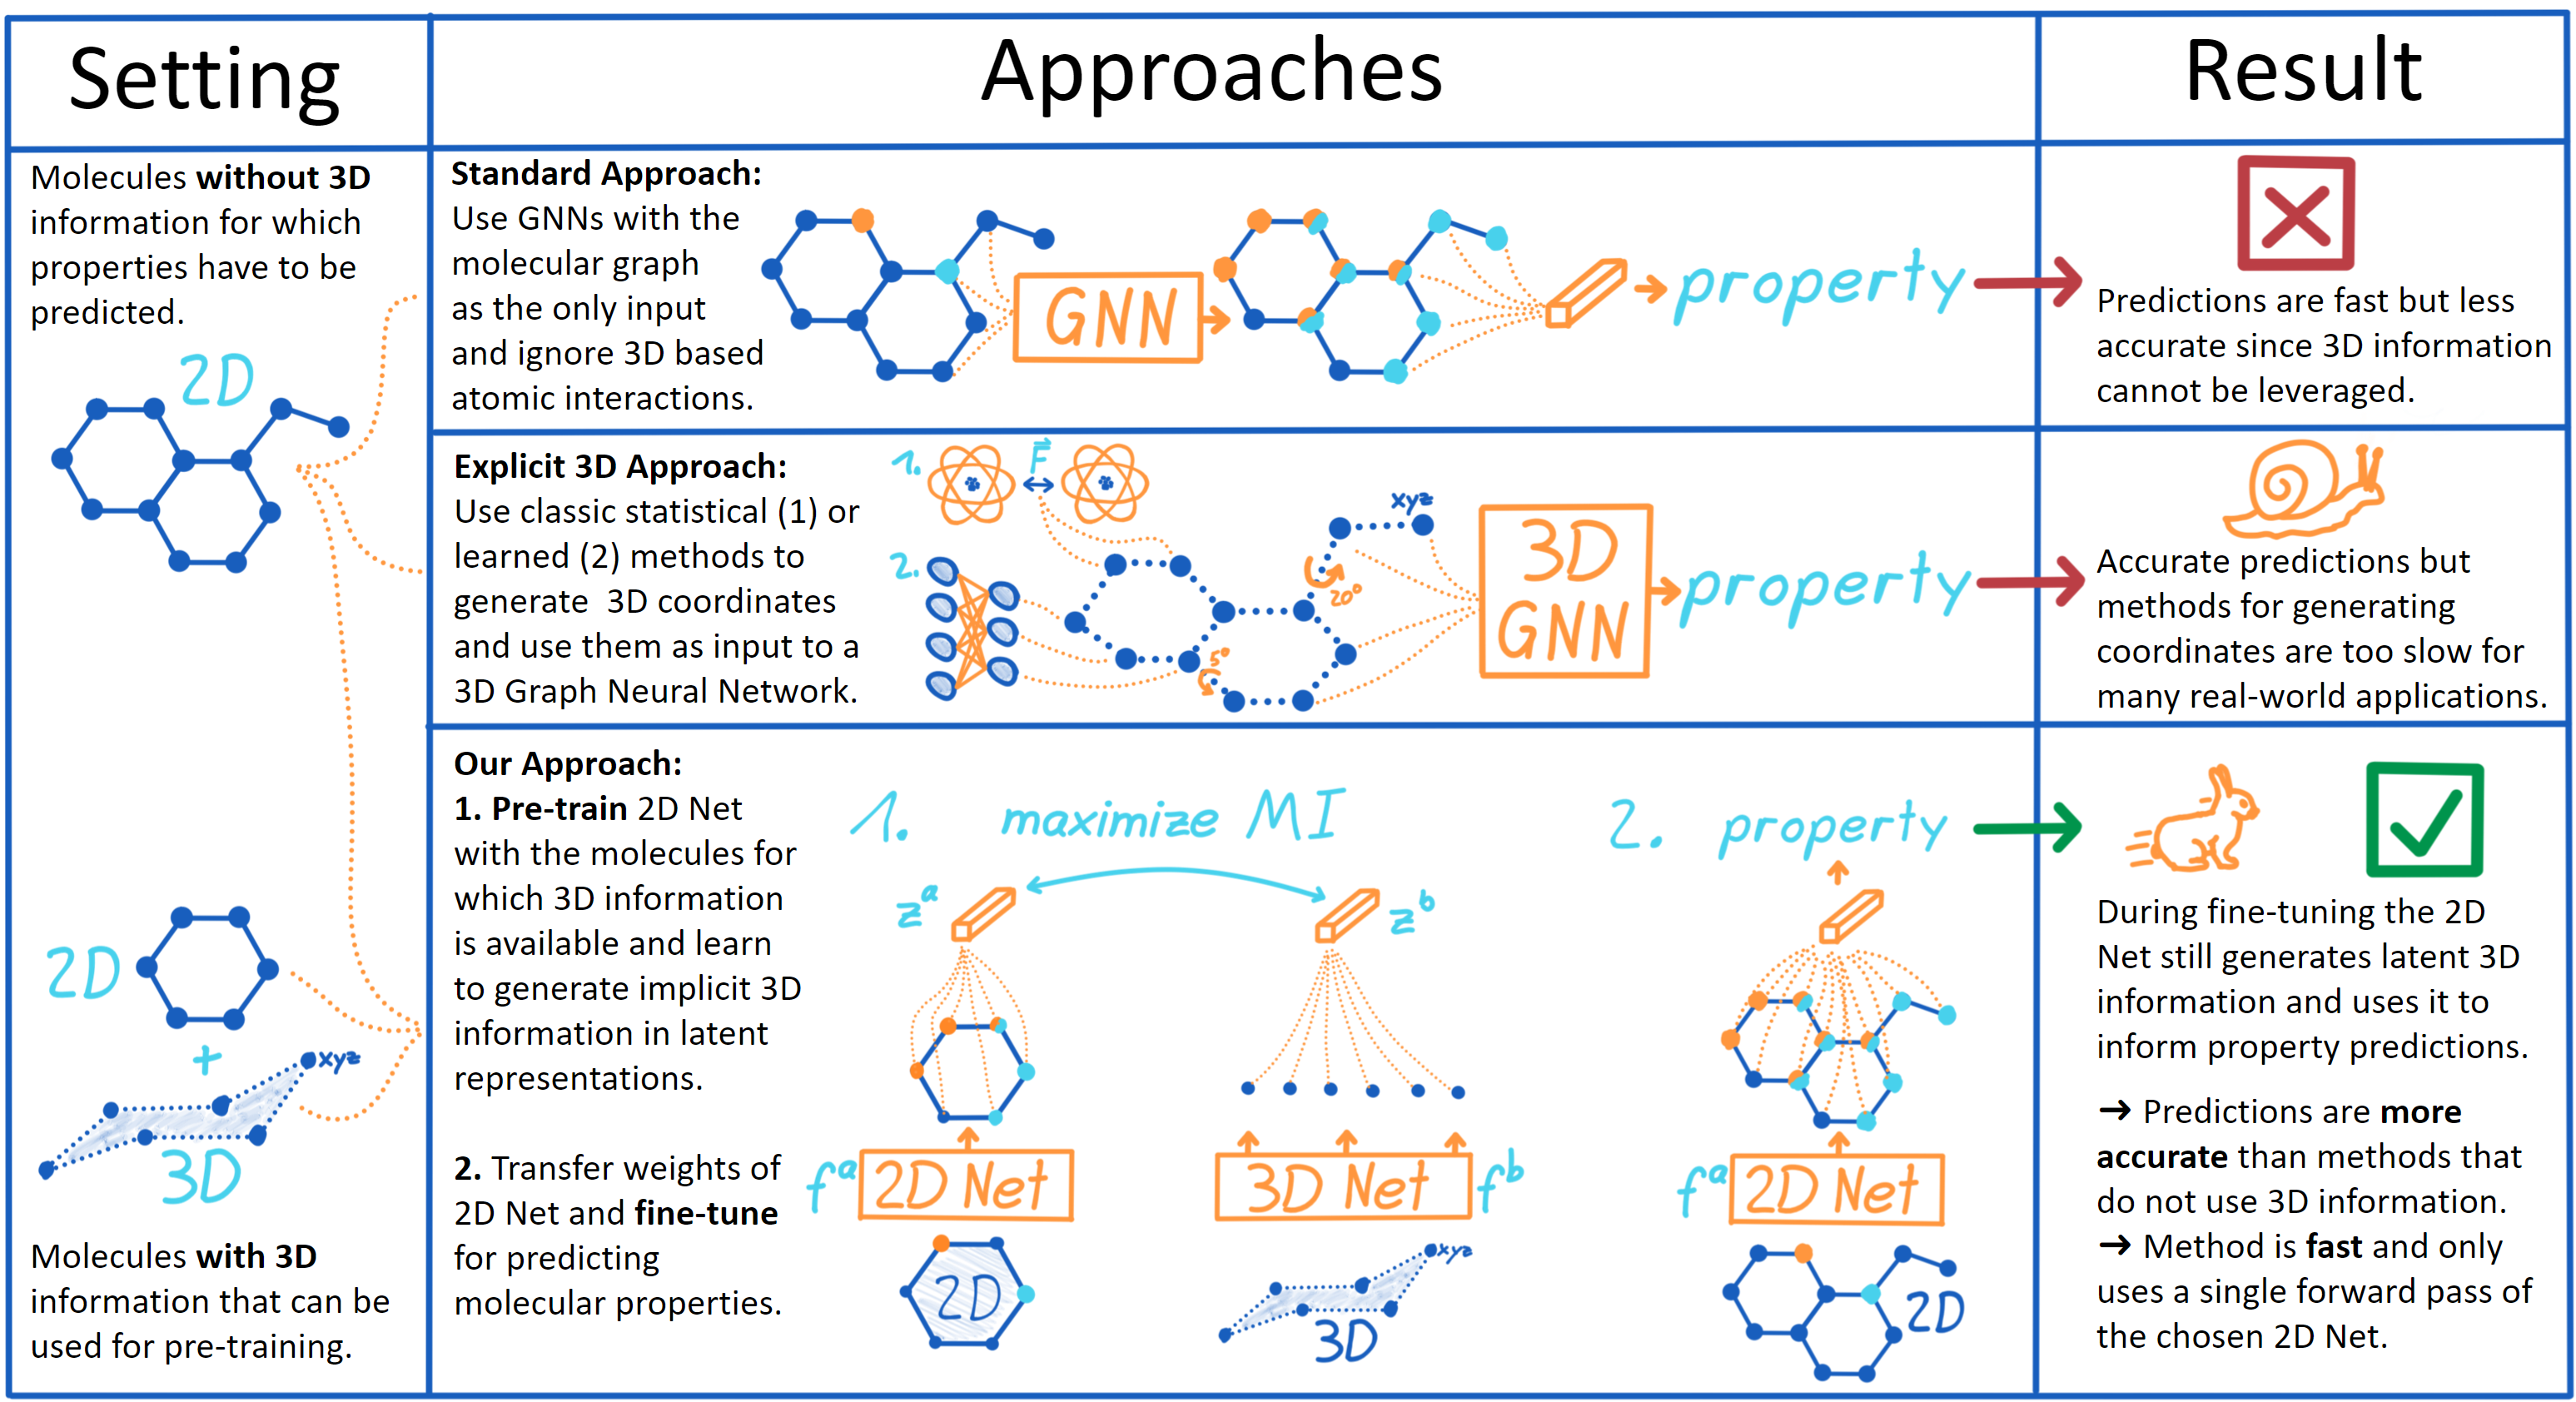 Setting
Approaches
Result
Molecules without 3D
information for which
properties have to be
predicted.
2D
2D
+
xyz
3D
Molecules with 3D
information that can be
used for pre-training.
Standard Approach:
Use GNNs with the
molecular graph
as the only input
and ignore 3D based
atomic interactions.
GNN
property
Predictions are fast but less
accurate since 3D information
cannot be leveraged.
Explicit 3D Approach:
Use classic statistical (1) or
learned (2) methods to
generate  3D coordinates
and use them as input to a
3D Graph Neural Network.
1.
F
2.
xyz
20°
5°
3D
GNN
property
Accurate predictions but
methods for generating
coordinates are too slow for
many real-world applications.
Our Approach:
1. Pre-train 2D Net
with the molecules for
which 3D information
is available and learn
to generate implicit 3D
information in latent
representations.
2. Transfer weights of
2D Net and fine-tune
for predicting
molecular properties.
1. maximize MI
z^a
z^b
f^a 2D Net
3D Net f^b
2D
xyz
3D
2. property
f^a 2D Net
2D
During fine-tuning the 2D
Net still generates latent 3D
information and uses it to
inform property predictions.
→ Predictions are more
accurate than methods that
do not use 3D information.
→ Method is fast and only
uses a single forward pass of
the chosen 2D Net.